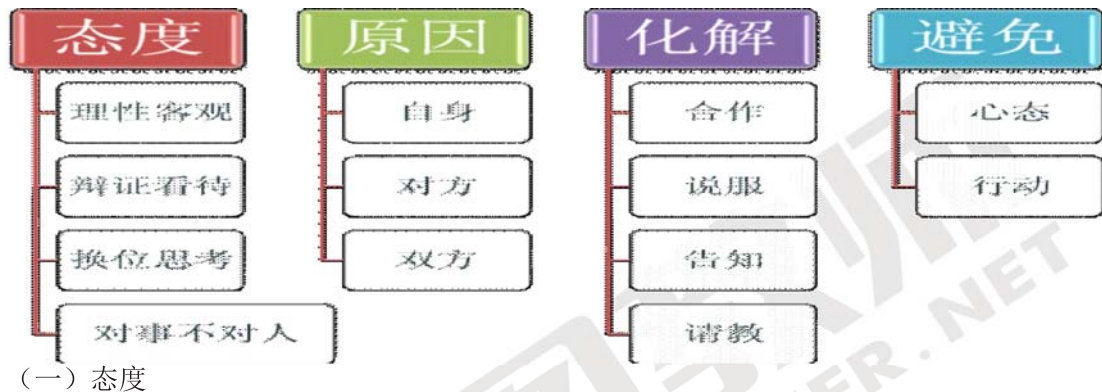 态度 原因 化解 避免
理性客观 自身 合作 心态
辩证看待 对方 说服 行动
换位思考 双方 告知
对事不对人 请教
（一）态度